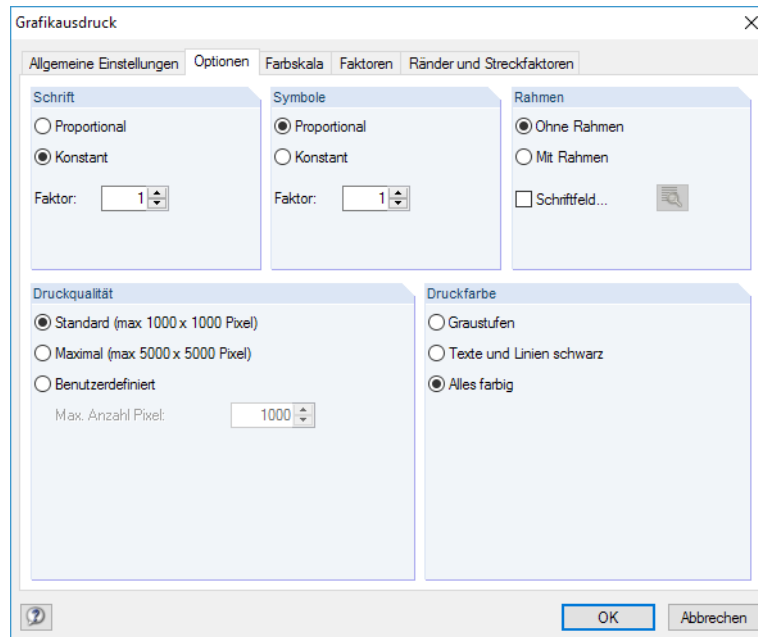 Grafikausdruck
Allgemeine Einstellungen Optionen Farbskala Faktoren Ränder und Streckfaktoren
Schrift
Proportional
Konstant
Faktor: 1
Symbole
Proportional
Konstant
Faktor: 1
Rahmen
Ohne Rahmen
Mit Rahmen
Schriftfeld...
Druckqualität
Standard (max 1000 x 1000 Pixel)
Maximal (max 5000 x 5000 Pixel)
Benutzerdefiniert
Max. Anzahl Pixel: 1000
Druckfarbe
Graustufen
Texte und Linien schwarz
Alles farbig
OK Abbrechen